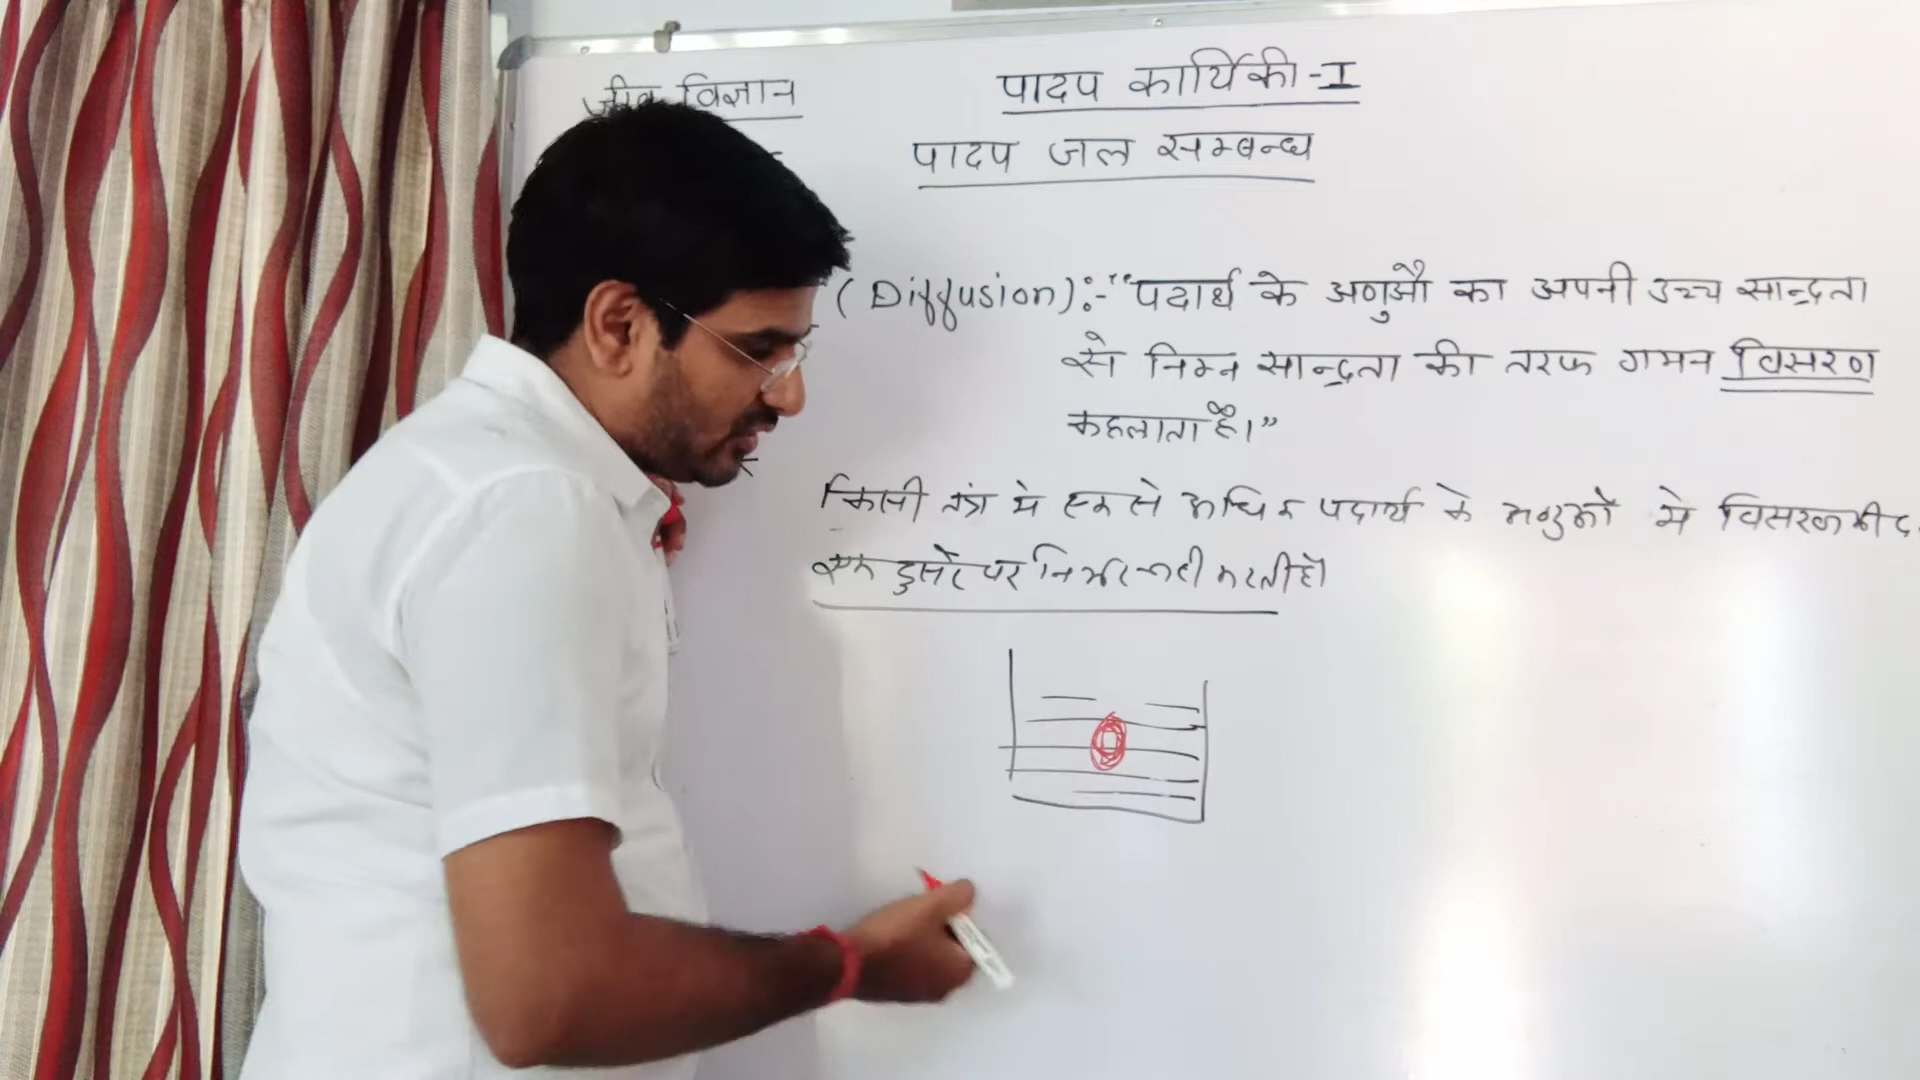 जीव विज्ञान
पादप कार्यिकी-I
पादप जल सम्बन्ध
(Diffusion):- "पदार्थ के अणुऔ का अपनी उच्च सान्द्रता
से निम्न सान्द्रता की तरफ गमन विसरण
कहलाता है।"
किसी तंत्र मे एक से अधिक पदार्थ के अणुओं मे विसरण की
एक दुसरे पर निर्भर नही करती है।